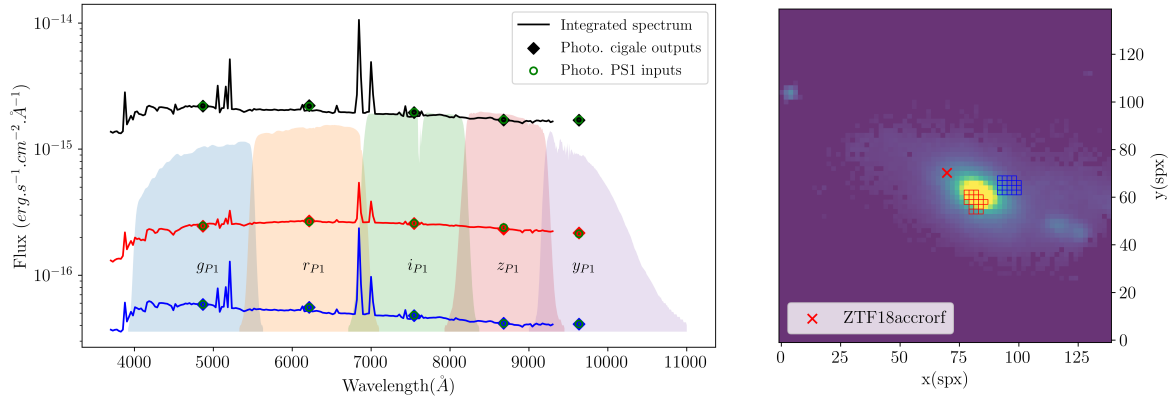 Flux (erg.s⁻¹.cm⁻².Å⁻¹)
10⁻¹⁴
10⁻¹⁵
10⁻¹⁶
Integrated spectrum
Photo. cigale outputs
Photo. PS1 inputs
g_P1 r_P1 i_P1 z_P1 y_P1
4000 5000 6000 7000 8000 9000 10000 11000
Wavelength(Å)
ZTF18accrorf
0 25 50 75 100 125
x(spx)
120
100
80
60
40
20
0
y(spx)